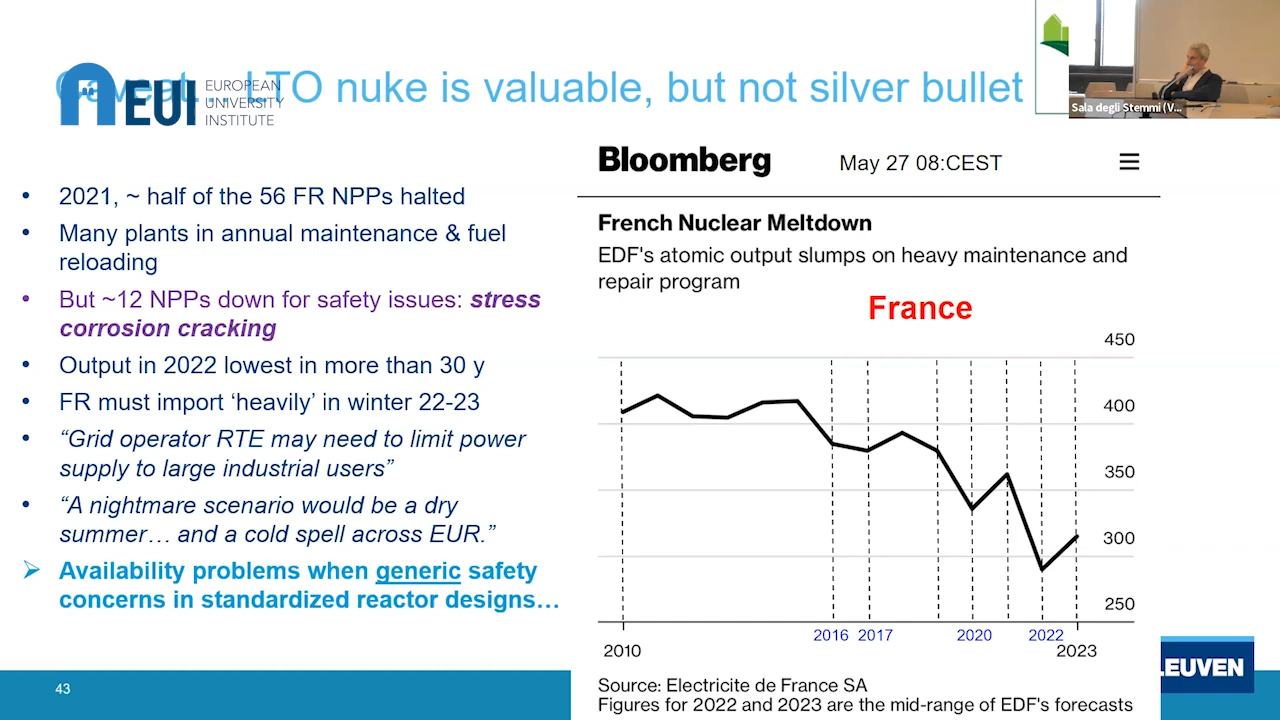 Caveat: LTO nuke is valuable, but not silver bullet
EUI
EUROPEAN
UNIVERSITY
INSTITUTE
Sala degli Stemmi (V...
• 2021, ~ half of the 56 FR NPPs halted
• Many plants in annual maintenance & fuel
reloading
• But ~12 NPPs down for safety issues: stress
corrosion cracking
• Output in 2022 lowest in more than 30 y
• FR must import ‘heavily’ in winter 22-23
• “Grid operator RTE may need to limit power
supply to large industrial users”
• “A nightmare scenario would be a dry
summer… and a cold spell across EUR.”
➢ Availability problems when generic safety
concerns in standardized reactor designs…
43
Bloomberg
May 27 08:CEST
French Nuclear Meltdown
EDF's atomic output slumps on heavy maintenance and
repair program
France
450
400
350
300
250
2016 2017 2020 2022
2010 2023
Source: Electricite de France SA
Figures for 2022 and 2023 are the mid-range of EDF's forecasts
LEUVEN